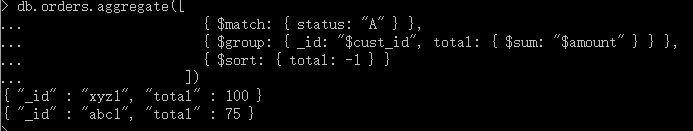 > db.orders.aggregate([
... { $match: { status: "A" } },
... { $group: { _id: "$cust_id", total: { $sum: "$amount" } } },
... { $sort: { total: -1 } }
... ])
{ "_id" : "xyz1", "total" : 100 }
{ "_id" : "abc1", "total" : 75 }
>